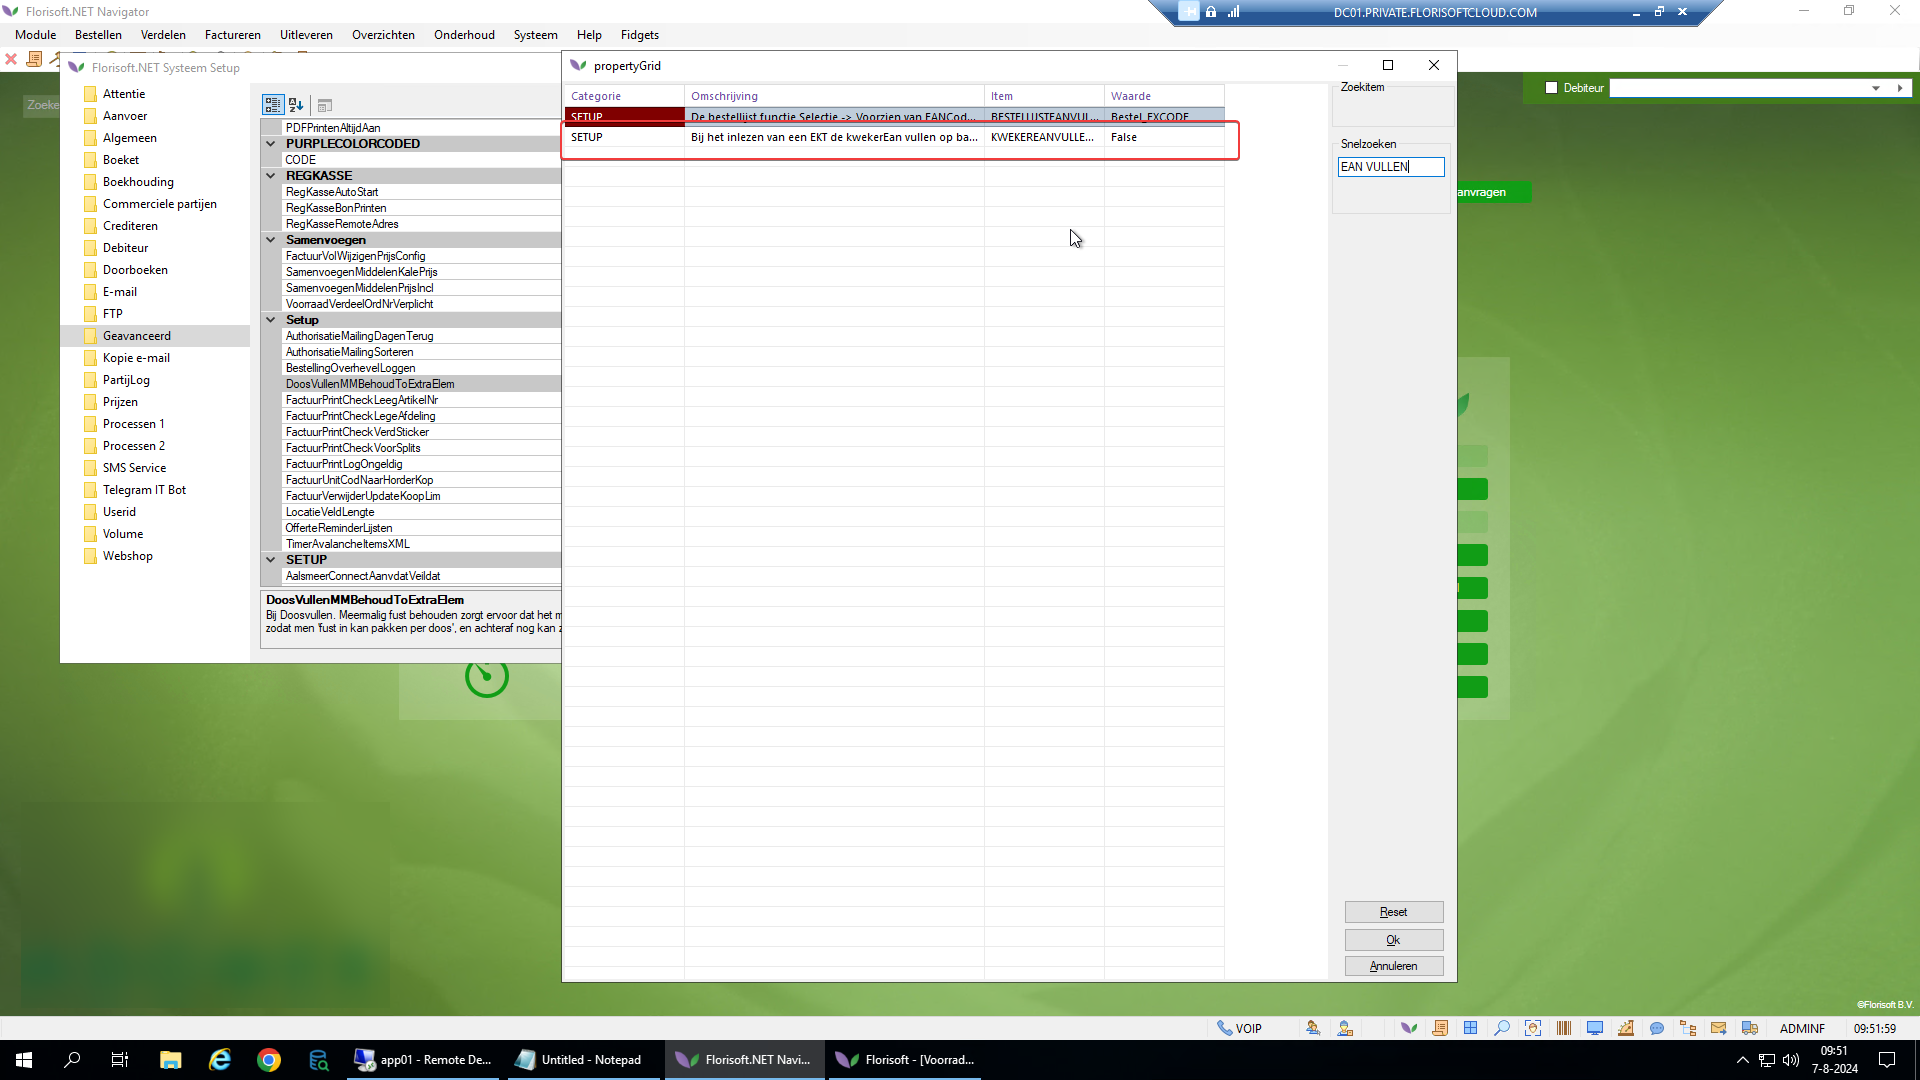 Florisoft.NET Navigator
DC01.PRIVATE.FLORISOFTCLOUD.COM
Module Bestellen Verdelen Factureren Uitleveren Overzichten Onderhoud Systeem Help Fidgets
Florisoft.NET Systeem Setup
propertyGrid
Zoeke
Debiteur
anvragen
Attentie
Aanvoer
Algemeen
Boeket
Boekhouding
Commerciele partijen
Crediteren
Debiteur
Doorboeken
E-mail
FTP
Geavanceerd
Kopie e-mail
PartijLog
Prijzen
Processen 1
Processen 2
SMS Service
Telegram IT Bot
Userid
Volume
Webshop
PDFPrintenAltijdAan
PURPLECOLORCODED
CODE
REGKASSE
RegKasseAutoStart
RegKasseBonPrinten
RegKasseRemoteAdres
Samenvoegen
FactuurVolWijzigenPrijsConfig
SamenvoegenMiddelenKalePrijs
SamenvoegenMiddelenPrijsIncl
VoorraadVerdeelOrdNrVerplicht
Setup
AuthorisatieMailingDagenTerug
AuthorisatieMailingSorteren
BestellingOverhevelLoggen
DoosVullenMMBehoudToExtraElem
FactuurPrintCheckLeegArtikelNr
FactuurPrintCheckLegeAfdeling
FactuurPrintCheckVerdSticker
FactuurPrintCheckVoorSplits
FactuurPrintLogOngeldig
FactuurUnitCodNaarHorderKop
FactuurVerwijderUpdateKoopLim
LocatieVeldLengte
OfferteReminderLijsten
TimerAvalancheItemsXML
SETUP
AalsmeerConnectAanvdatVeildat
DoosVullenMMBehoudToExtraElem
Bij Doosvullen. Meermalig fust behouden zorgt ervoor dat het m
zodat men 'fust in kan pakken per doos', en achteraf nog kan z
Categorie Omschrijving Item Waarde
SETUP De bestellijst functie Selectie -> Voorzien van EANCod... BESTELLIJSTEANVUL... Bestel_EXCODE
SETUP Bij het inlezen van een EKT de kwekerEan vullen op ba... KWEKEREANVULLE... False
Zoekitem
Snelzoeken
EAN VULLEN
Reset
Ok
Annuleren
©Florisoft B.V.
VOIP ADMINF 09:51:59
app01 - Remote De... Untitled - Notepad Florisoft.NET Navi... Florisoft - [Voorrad...
09:51
7-8-2024